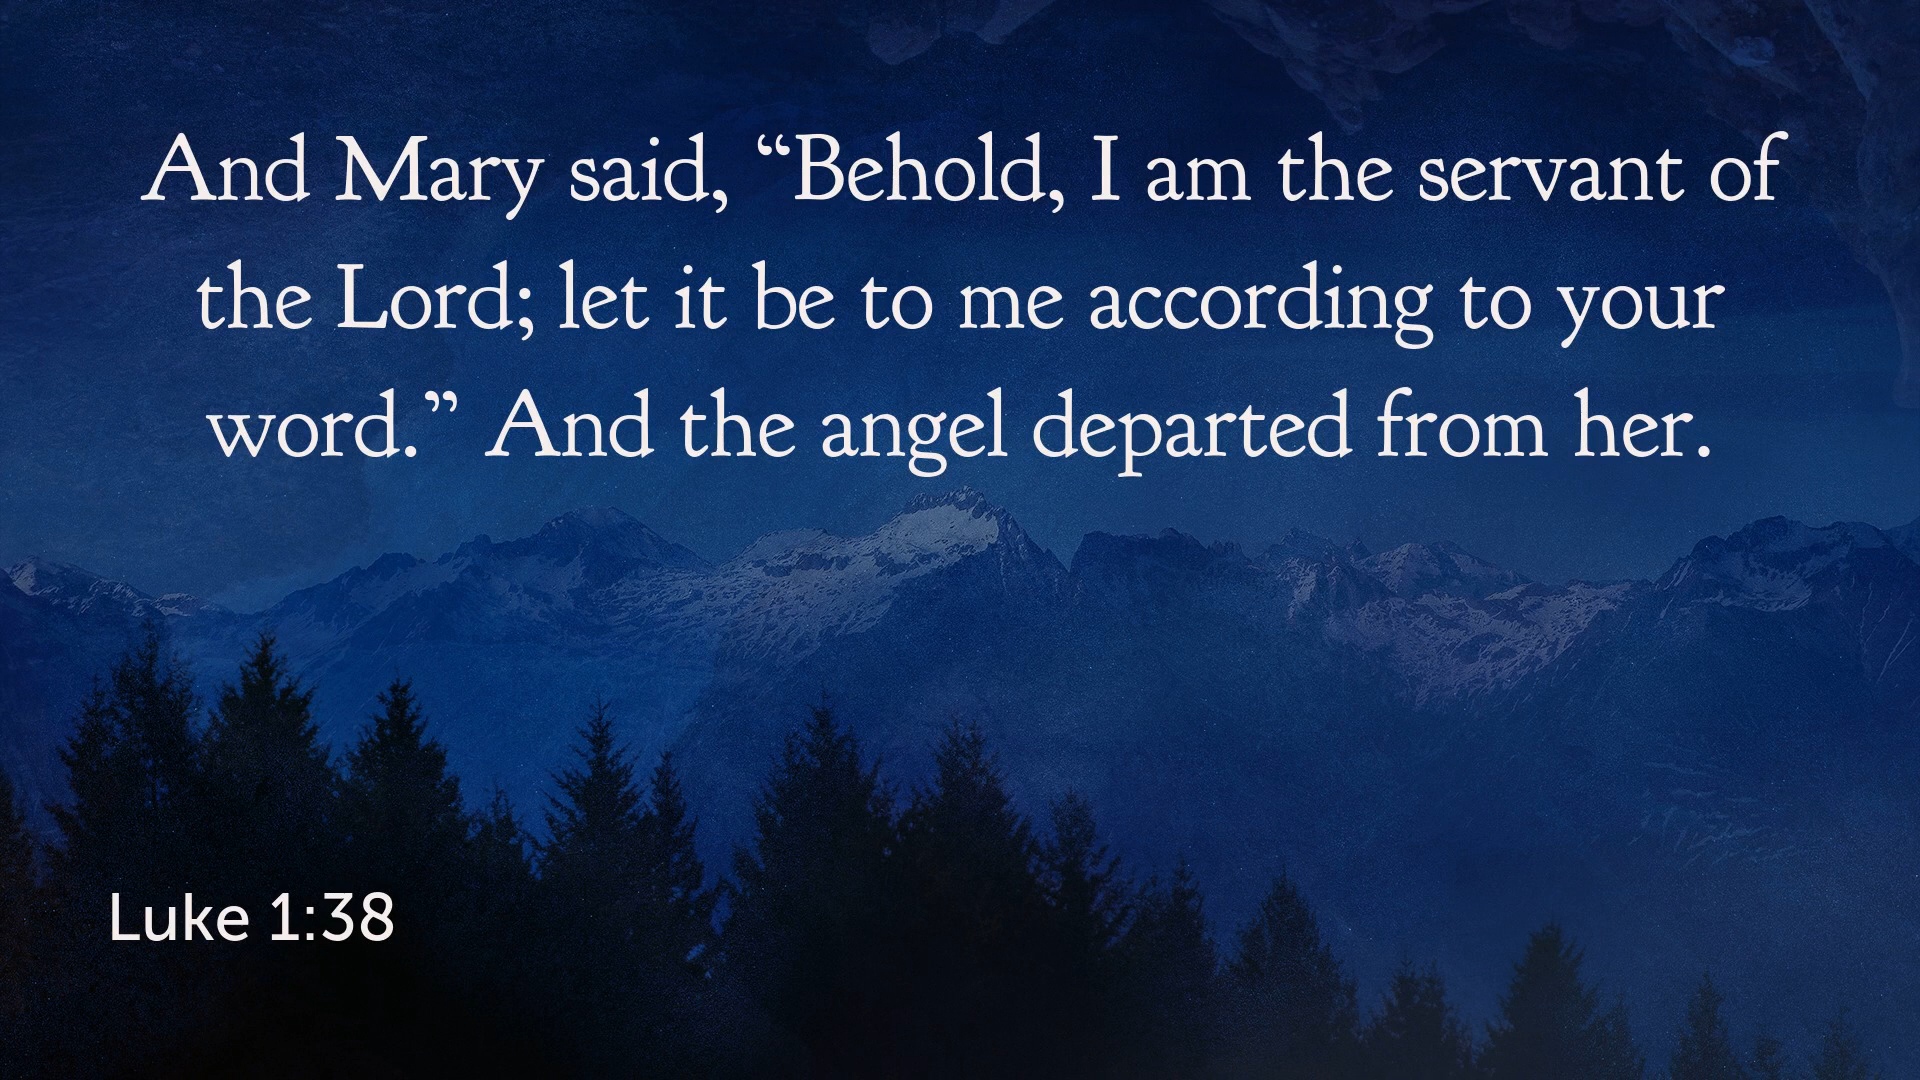 And Mary said, “Behold, I am the servant of
the Lord; let it be to me according to your
word.” And the angel departed from her.
Luke 1:38